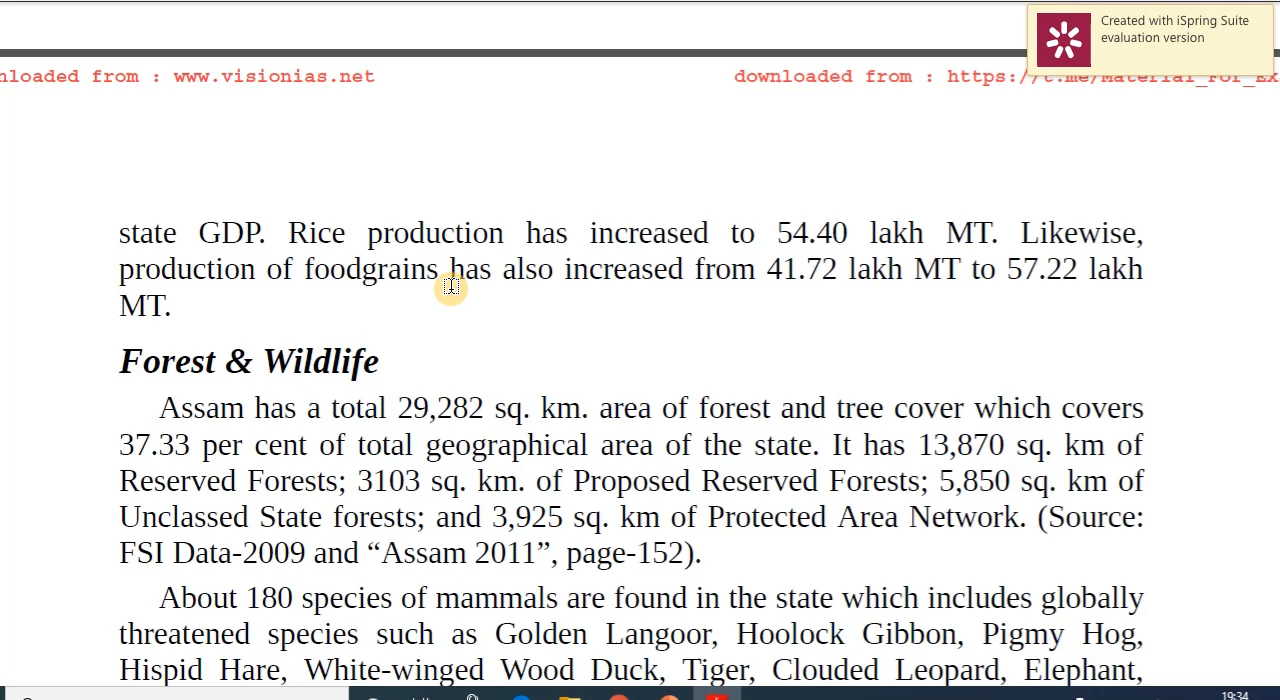 Created with iSpring Suite
evaluation version
nloaded from : www.visionias.net
downloaded from : https://t.me/Material_For_Ex
state GDP. Rice production has increased to 54.40 lakh MT. Likewise,
production of foodgrains has also increased from 41.72 lakh MT to 57.22 lakh
MT.
Forest & Wildlife
Assam has a total 29,282 sq. km. area of forest and tree cover which covers
37.33 per cent of total geographical area of the state. It has 13,870 sq. km of
Reserved Forests; 3103 sq. km. of Proposed Reserved Forests; 5,850 sq. km of
Unclassed State forests; and 3,925 sq. km of Protected Area Network. (Source:
FSI Data-2009 and “Assam 2011”, page-152).
About 180 species of mammals are found in the state which includes globally
threatened species such as Golden Langoor, Hoolock Gibbon, Pigmy Hog,
Hispid Hare, White-winged Wood Duck, Tiger, Clouded Leopard, Elephant,
19:34